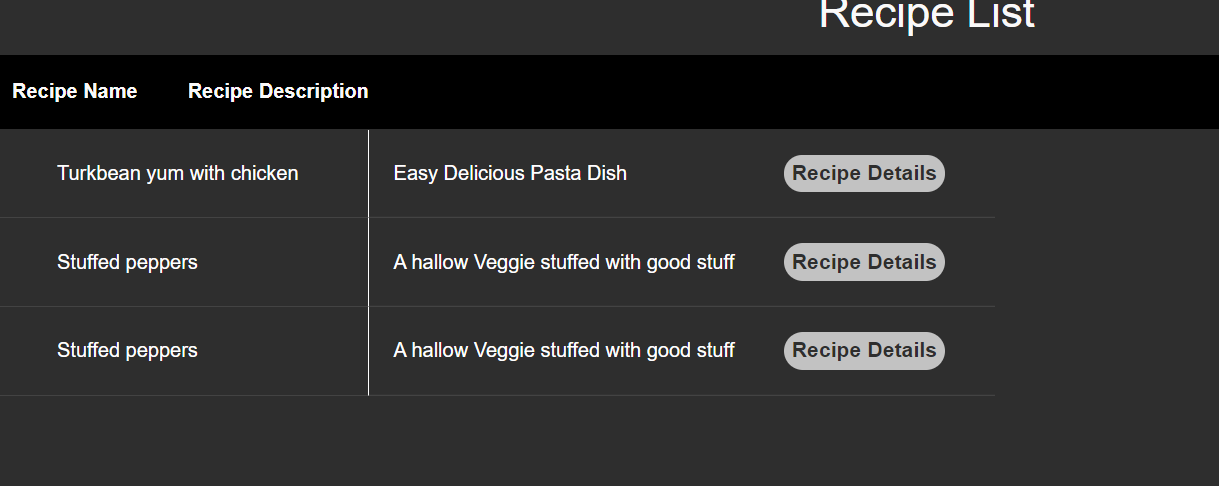 Recipe List
Recipe Name Recipe Description
Turkbean yum with chicken Easy Delicious Pasta Dish Recipe Details
Stuffed peppers A hallow Veggie stuffed with good stuff Recipe Details
Stuffed peppers A hallow Veggie stuffed with good stuff Recipe Details